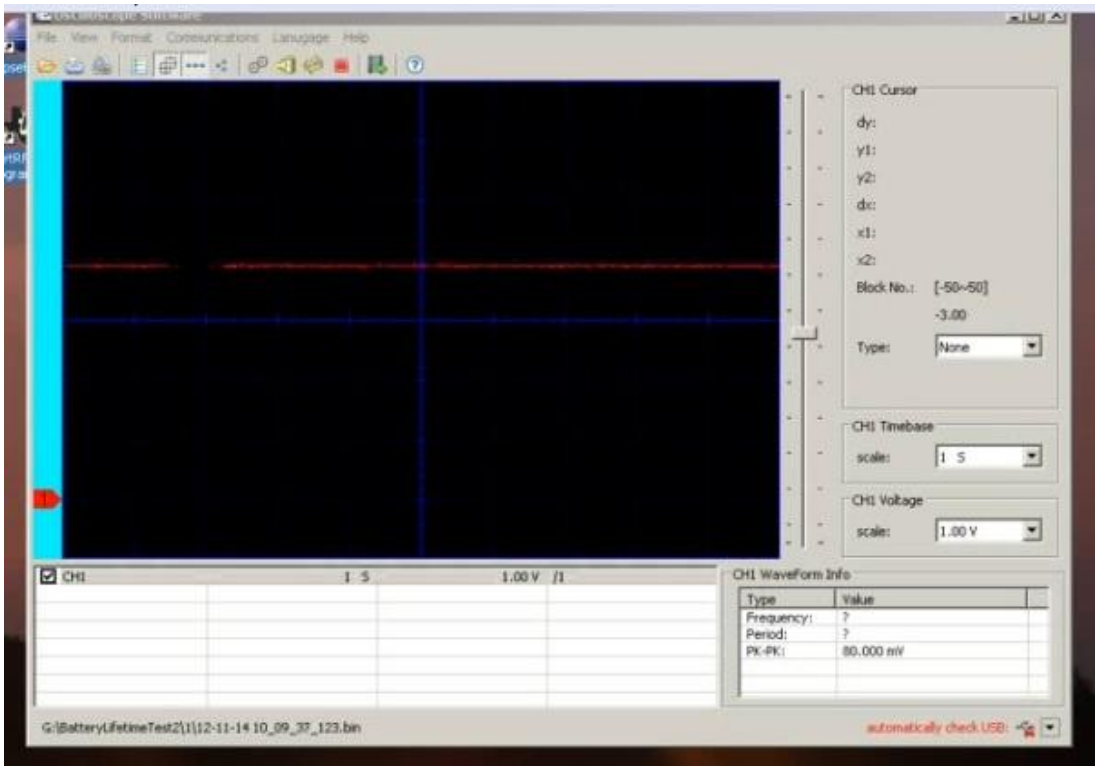 Oscilloscope Software
File View Format Communications Lanugage Help
CH1 Cursor
dy:
y1:
y2:
dx:
x1:
x2:
Block No.: [-50~50]
-3.00
Type: None
CH1 Timebase
scale: 1 S
1
CH1 Voltage
scale: 1.00 V
CH1 1 S 1.00 V /1
CH1 WaveForm Info
Type Value
Frequency: ?
Period: ?
PK-PK: 80.000 mV
G:\BatteryLifetimeTest2\1\12-11-14 10_09_37_123.bin
automatically check USB: